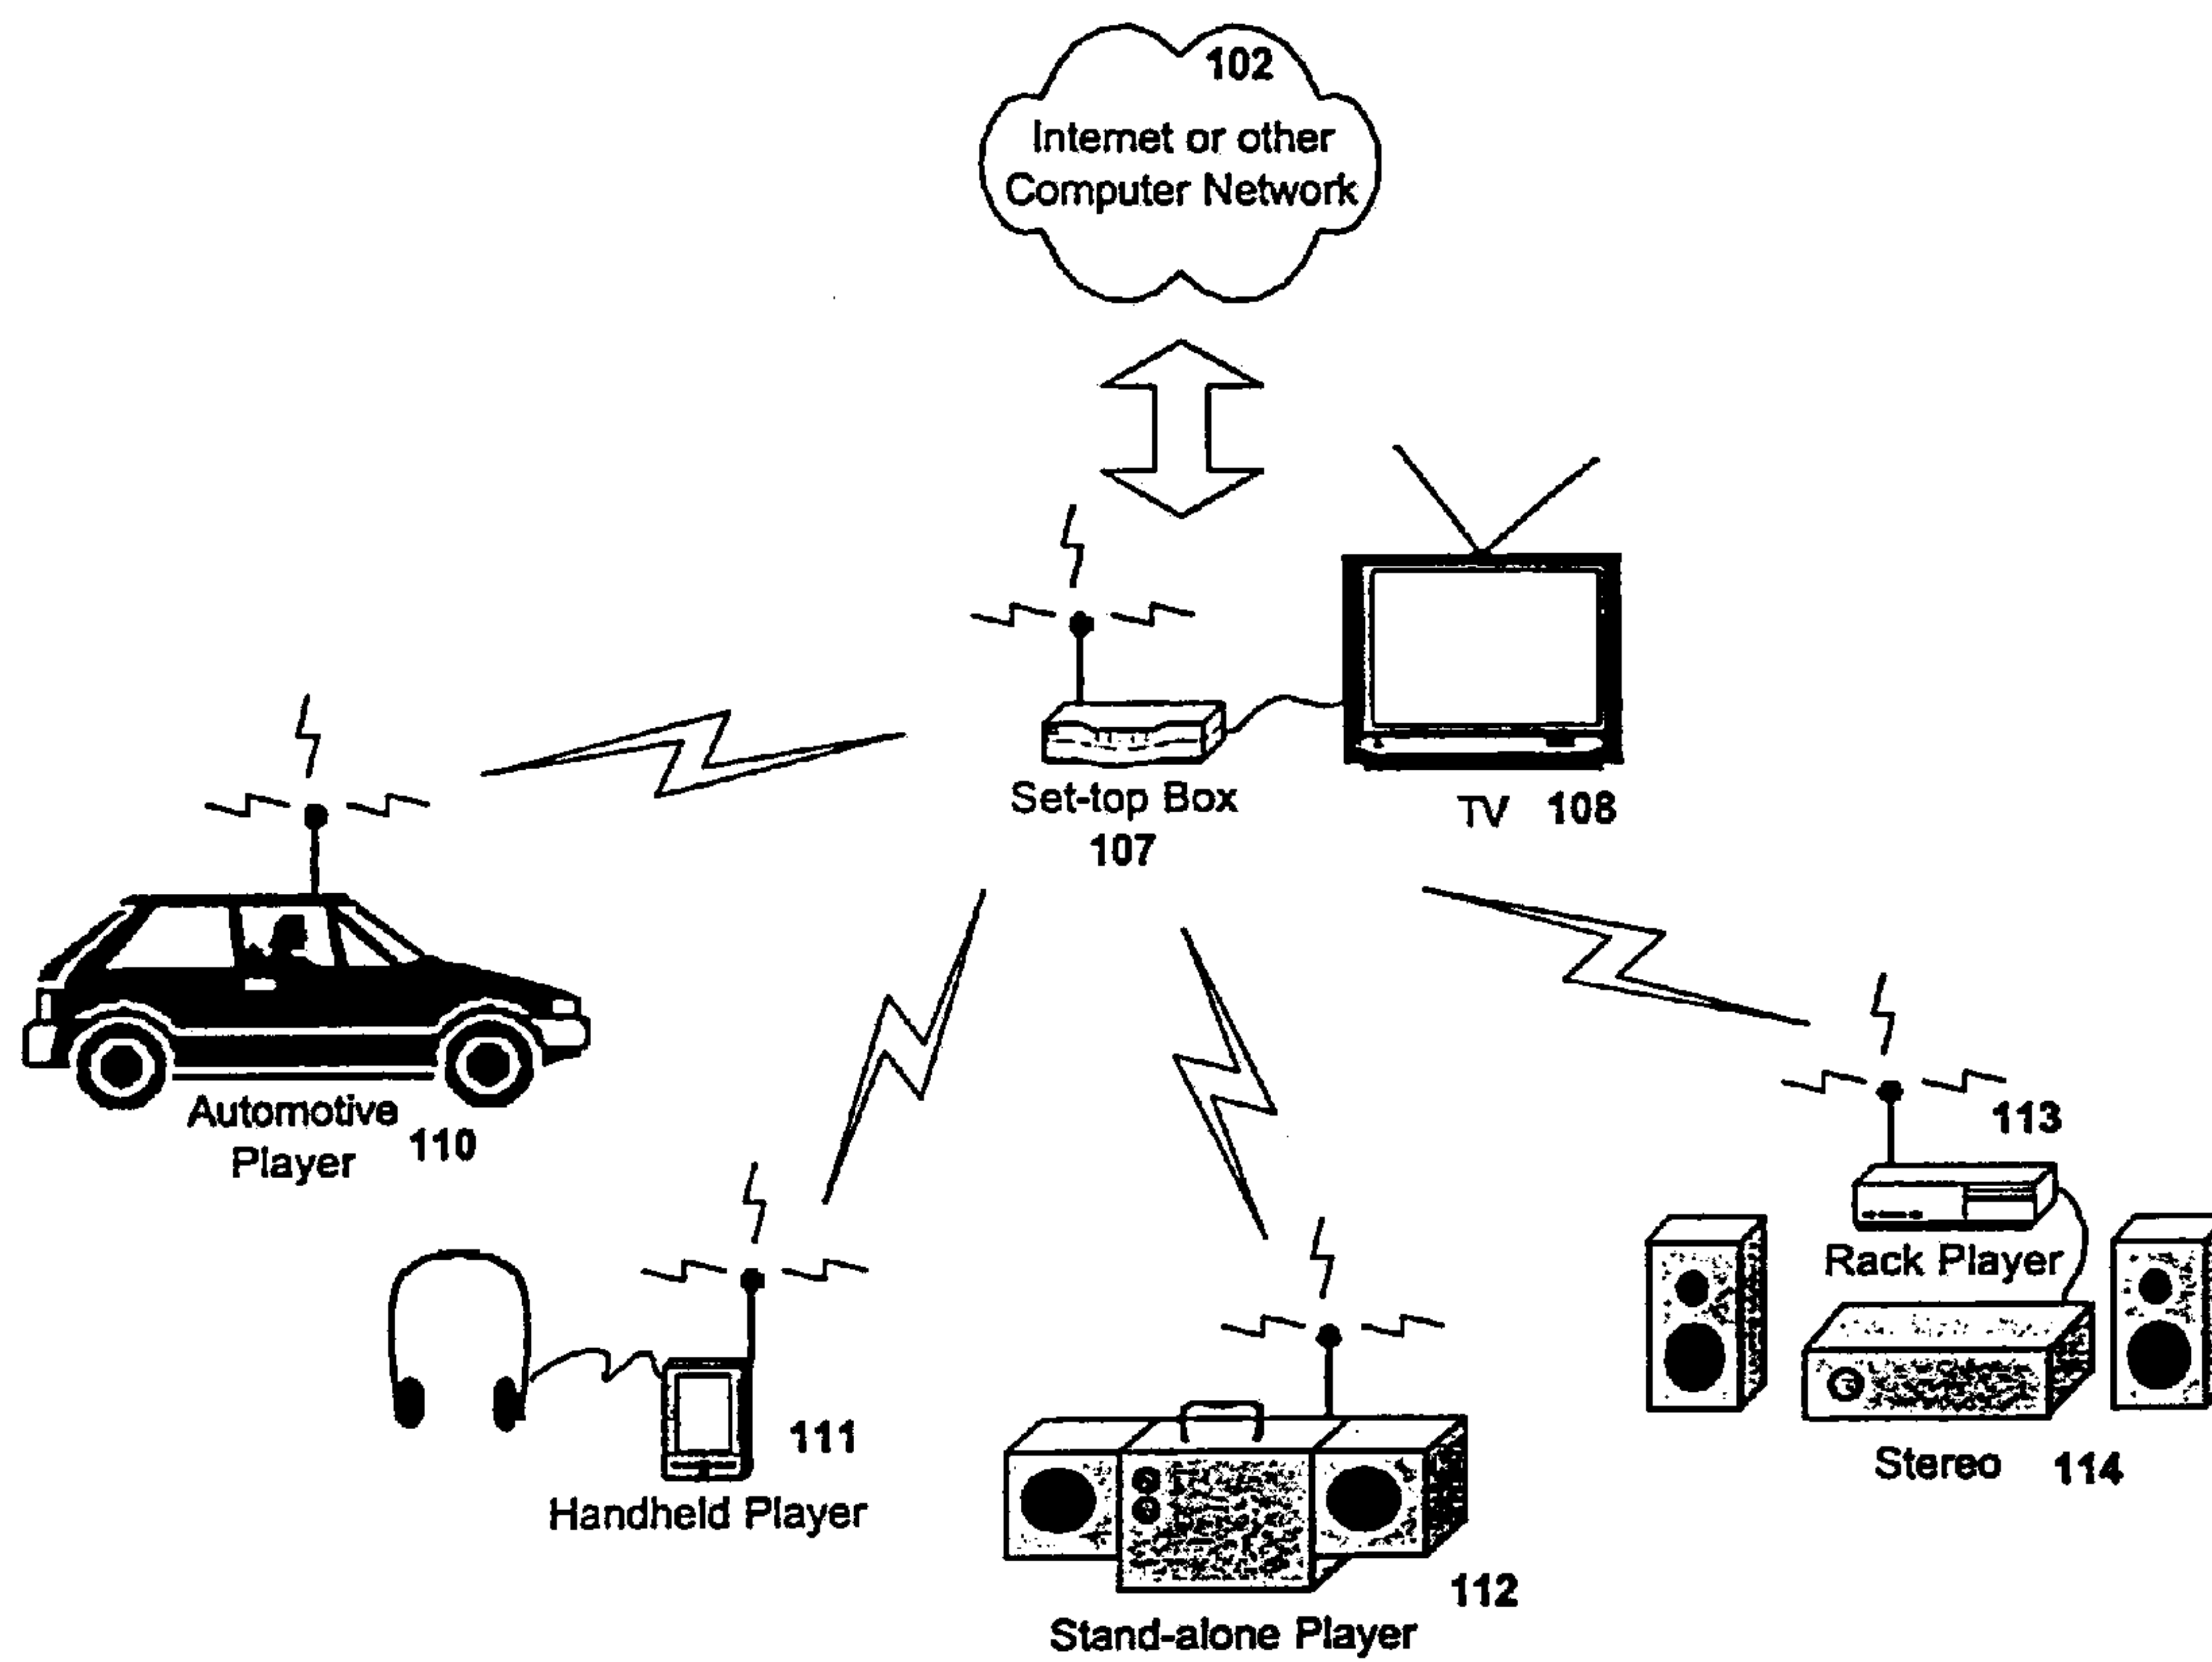 102
Internet or other
Computer Network
Set-top Box
107
TV 108
Automotive
Player
110
113
Rack Player
111
Handheld Player
Stereo 114
112
Stand-alone Player